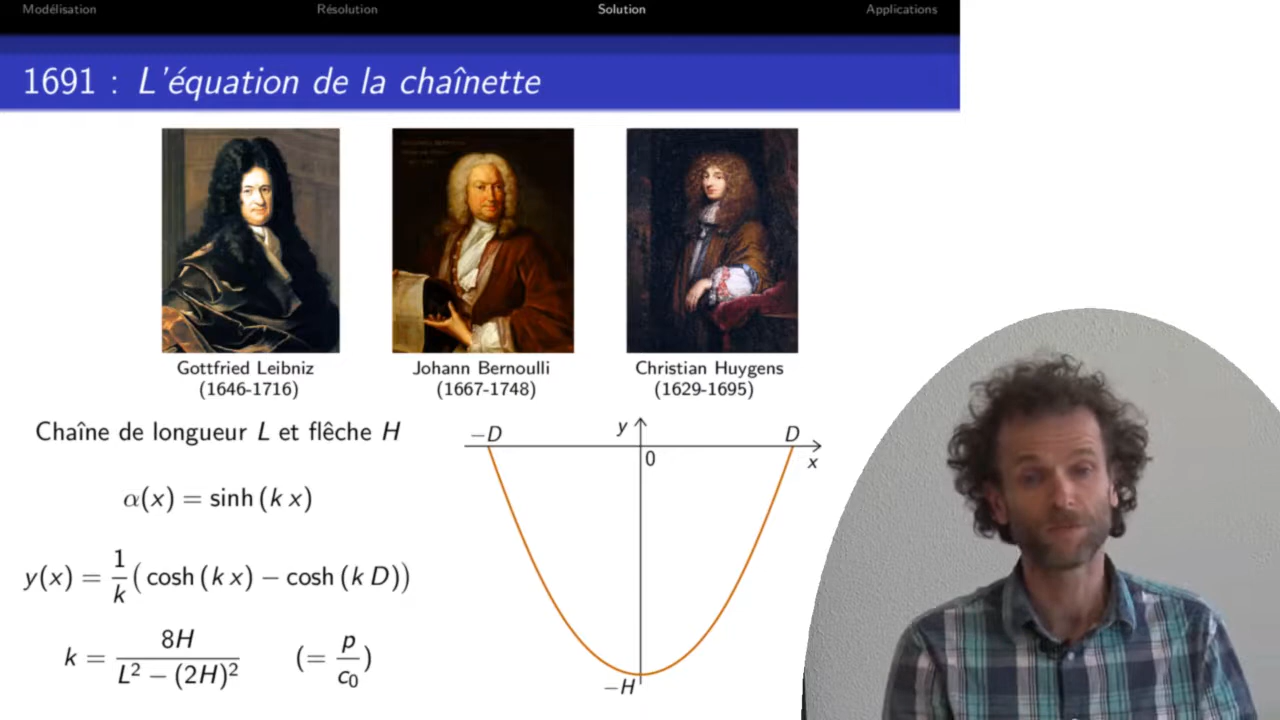 Modélisation Résolution Solution Applications
1691 : L'équation de la chaînette
Gottfried Leibniz
(1646-1716)
Johann Bernoulli
(1667-1748)
Christian Huygens
(1629-1695)
Chaîne de longueur L et flêche H
α(x) = sinh (k x)
y(x) = 1/k ( cosh (k x) − cosh (k D))
k = 8H / L² − (2H)² (= p/c₀)
y
−D D
0 x
−H